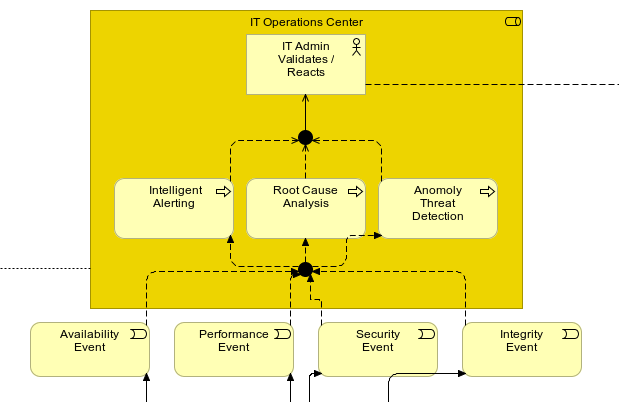 IT Operations Center
IT Admin
Validates /
Reacts
Intelligent
Alerting
Root Cause
Analysis
Anomoly
Threat
Detection
Availability
Event
Performance
Event
Security
Event
Integrity
Event